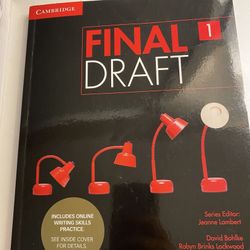 CAMBRIDGE
FINAL 1
DRAFT
INCLUDES ONLINE
WRITING SKILLS
PRACTICE.
SEE INSIDE COVER
FOR DETAILS
Series Editor:
Jeanne Lambert
David Bohlke
Robyn Brinks Lockwood